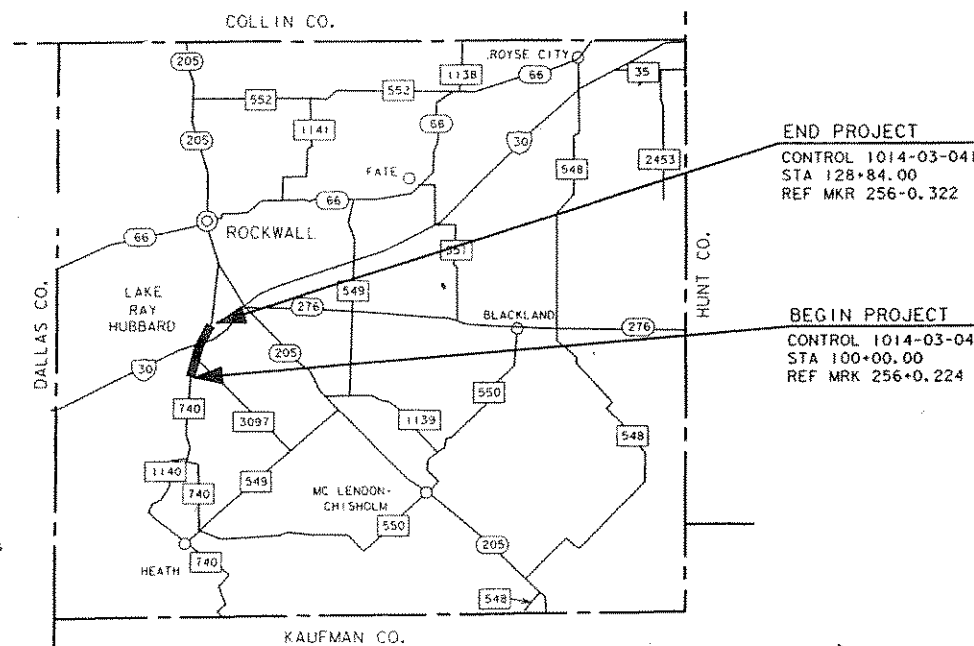 COLLIN CO.
205
ROYSE CITY
1138
66
35
552
552
1141
66
205
30
END PROJECT
CONTROL 1014-03-041
STA 128+84.00
REF MKR 256-0.322
FATE
548
2453
66
ROCKWALL
66
551
549
HUNT CO.
LAKE
RAY
HUBBARD
DALLAS CO.
276
BLACKLAND
276
BEGIN PROJECT
CONTROL 1014-03-04
STA 100+00.00
REF MRK 256+0.224
205
30
740
3097
550
1139
548
1140
740
549
MC LENDON-
CHISHOLM
550
205
HEATH
740
548
KAUFMAN CO.